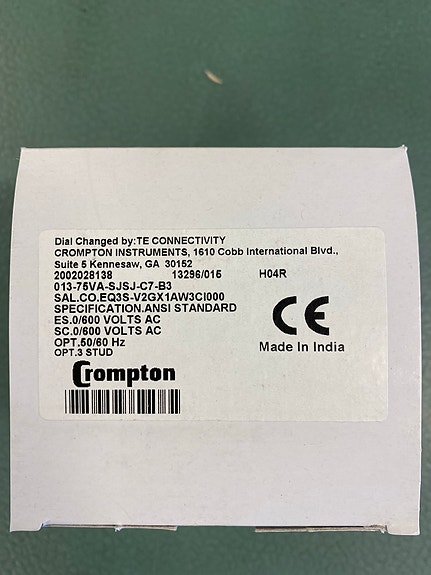 Dial Changed by:TE CONNECTIVITY
CROMPTON INSTRUMENTS, 1610 Cobb International Blvd.,
Suite 5 Kennesaw, GA 30152
2002028138 13296/015 H04R
013-75VA-SJSJ-C7-B3
SAL.CO.EQ3S-V2GX1AW3CI000
SPECIFICATION.ANSI STANDARD
ES.0/600 VOLTS AC
SC.0/600 VOLTS AC
OPT.50/60 Hz
OPT.3 STUD
CE
Made In India
Crompton